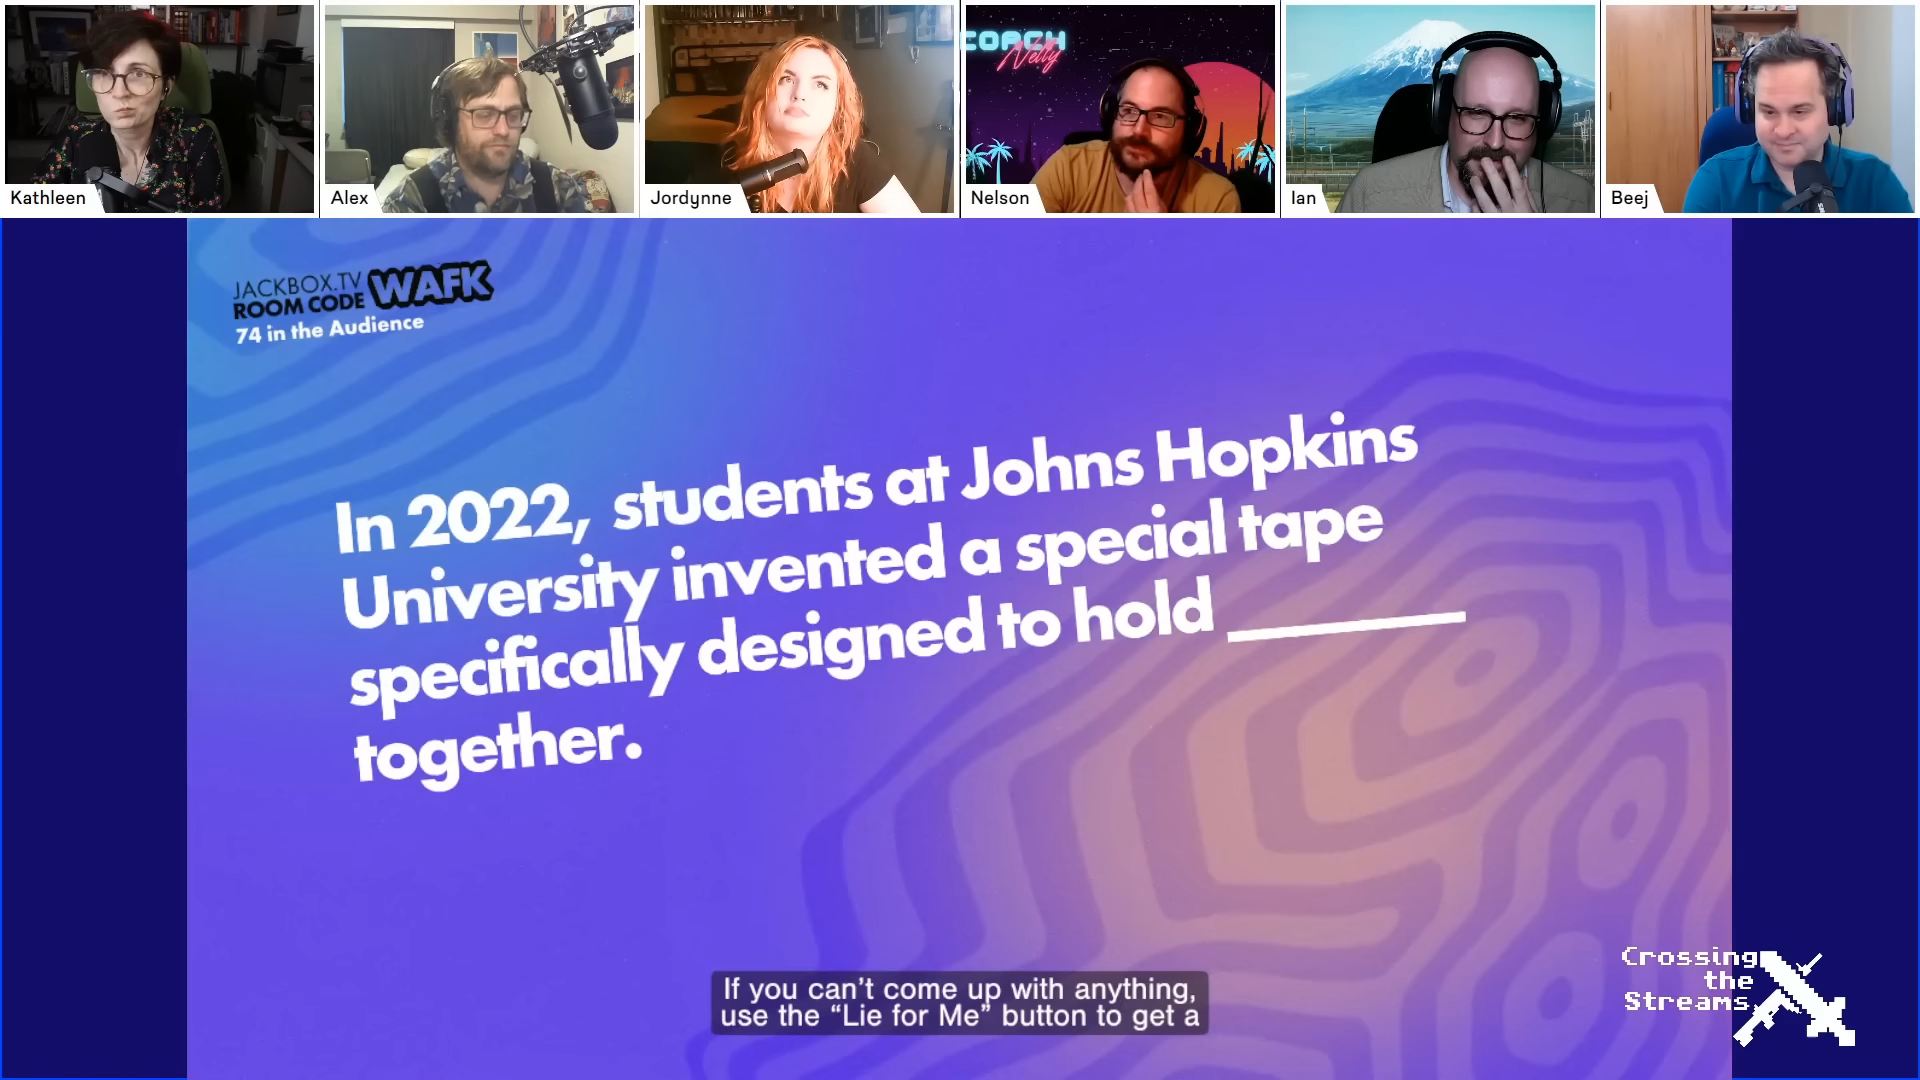 COACH
Nelly
Kathleen
Alex
Jordynne
Nelson
Ian
Beej
JACKBOX.TV
ROOM CODE
WAFK
74 in the Audience
In 2022, students at Johns Hopkins
University invented a special tape
specifically designed to hold ________
together.
If you can't come up with anything,
use the “Lie for Me” button to get a
Crossing
the
Streams